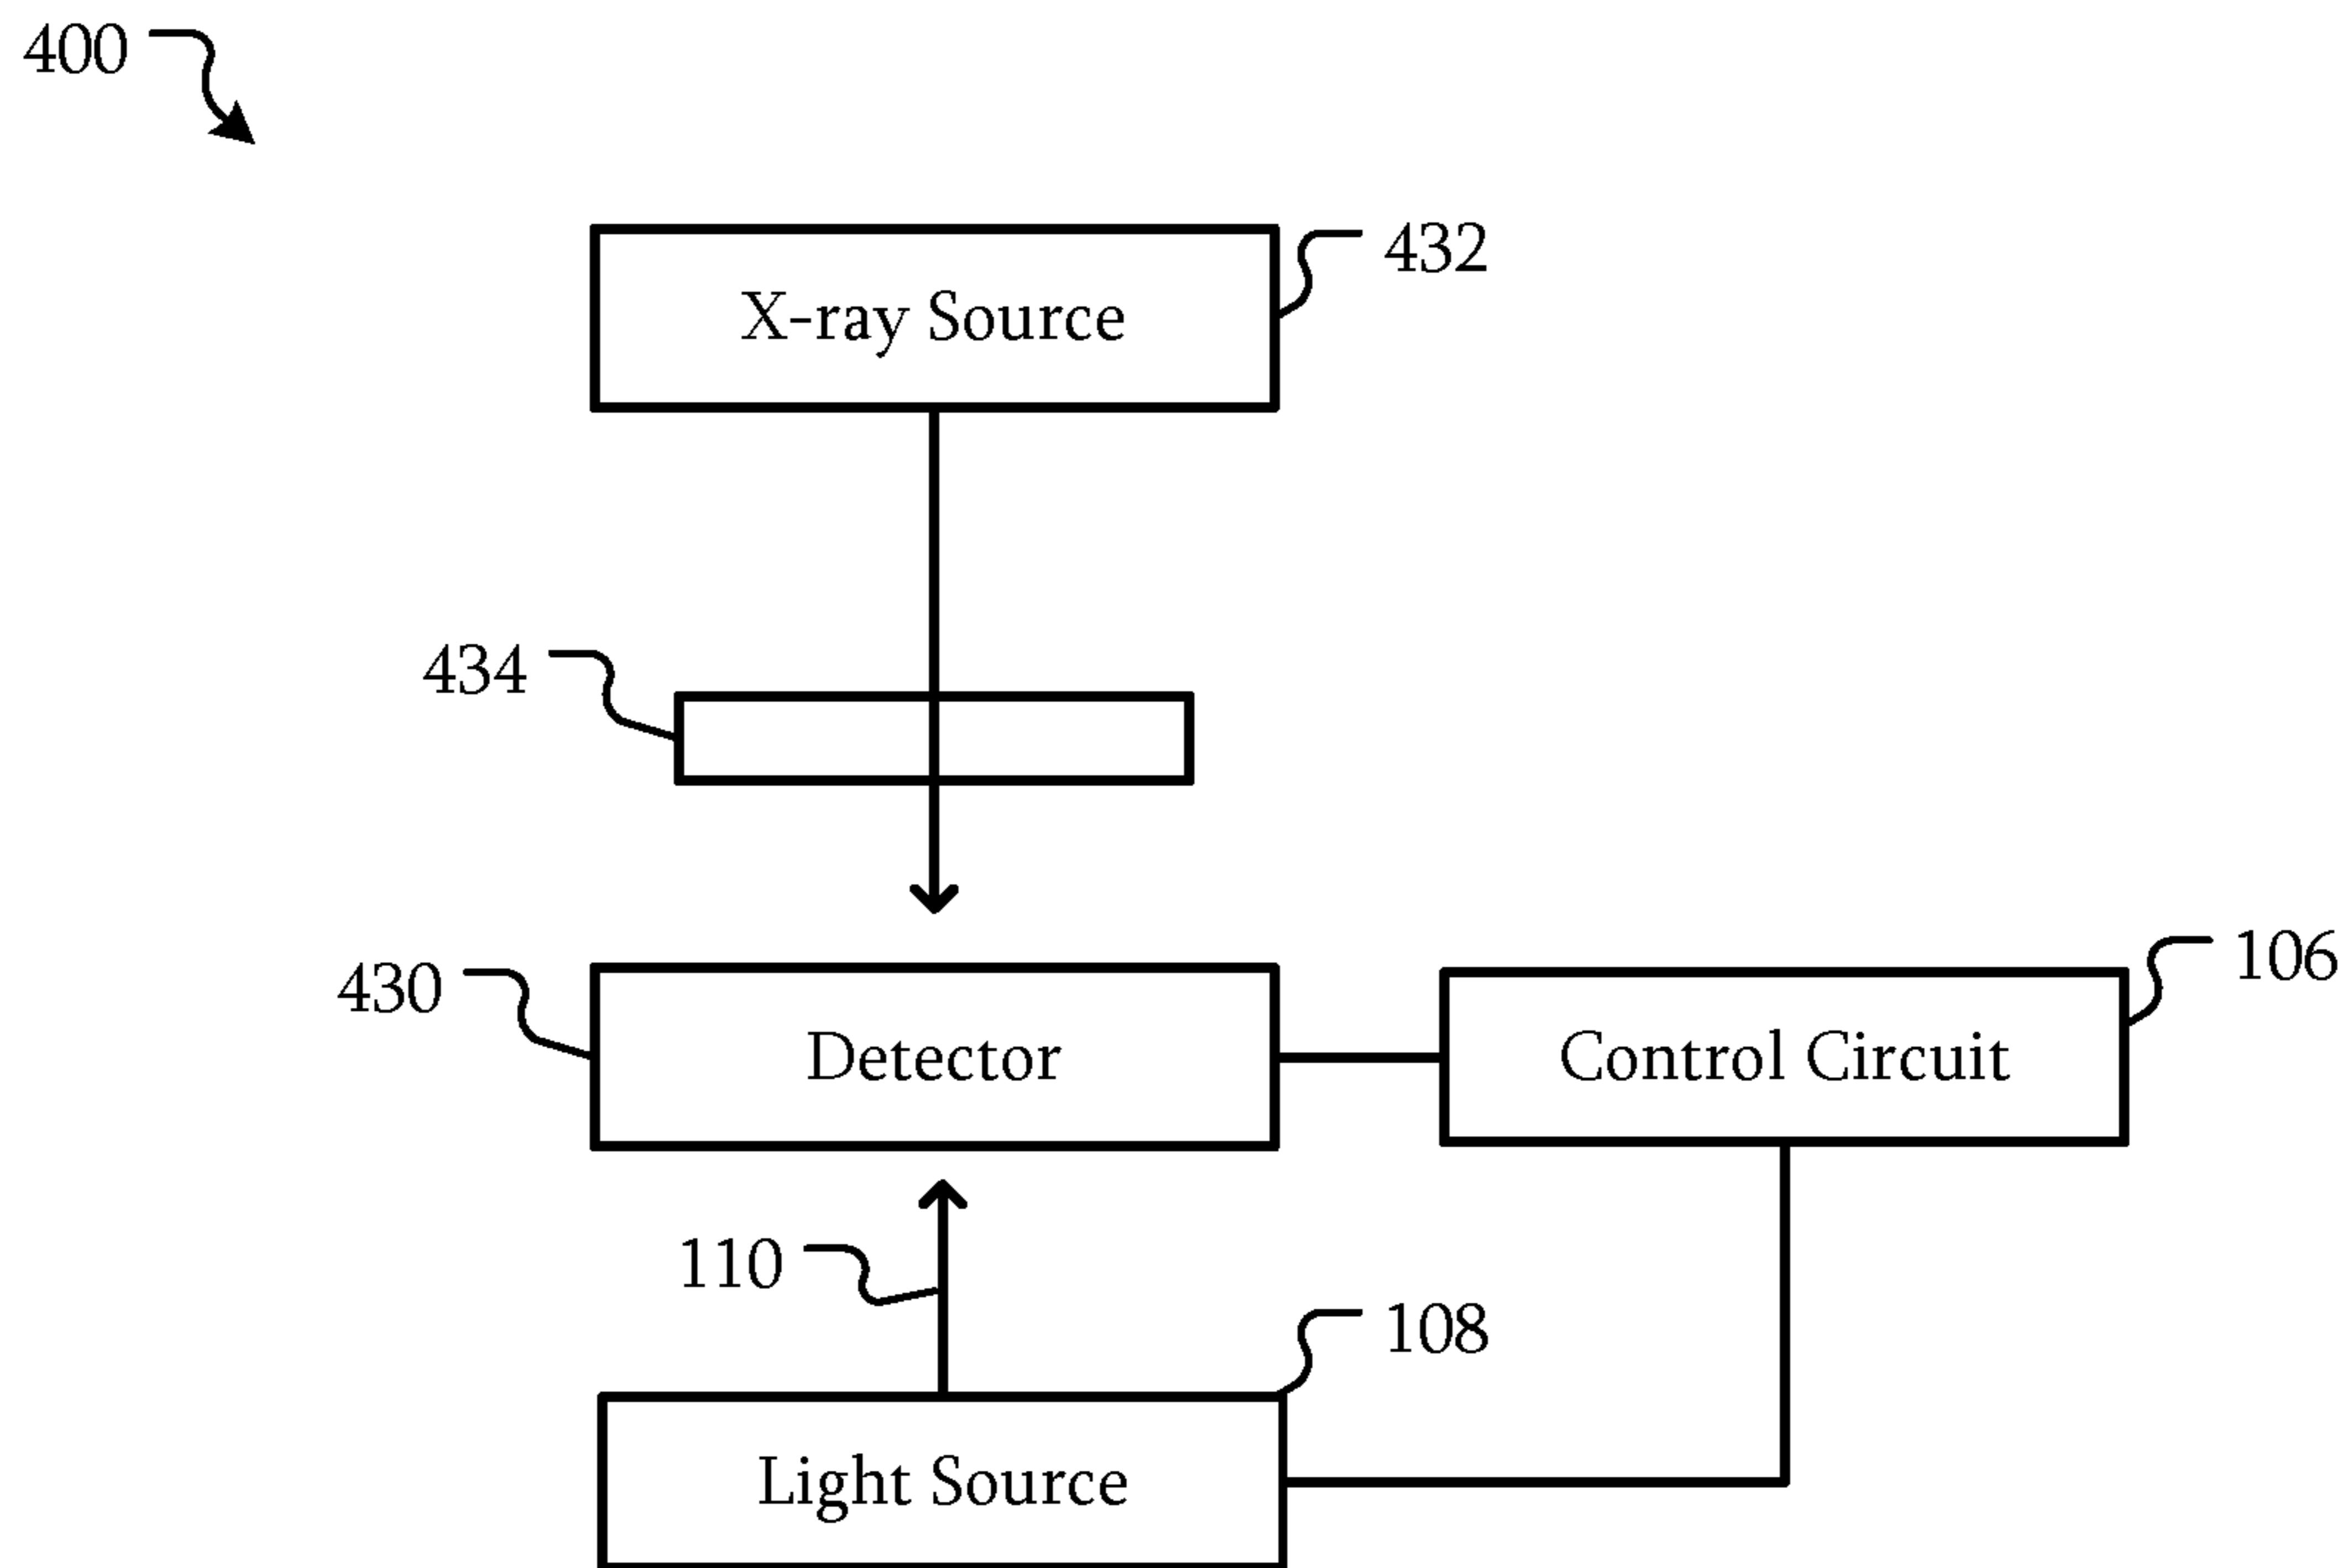 400
432
X-ray Source
434
430
Detector
106
Control Circuit
110
108
Light Source